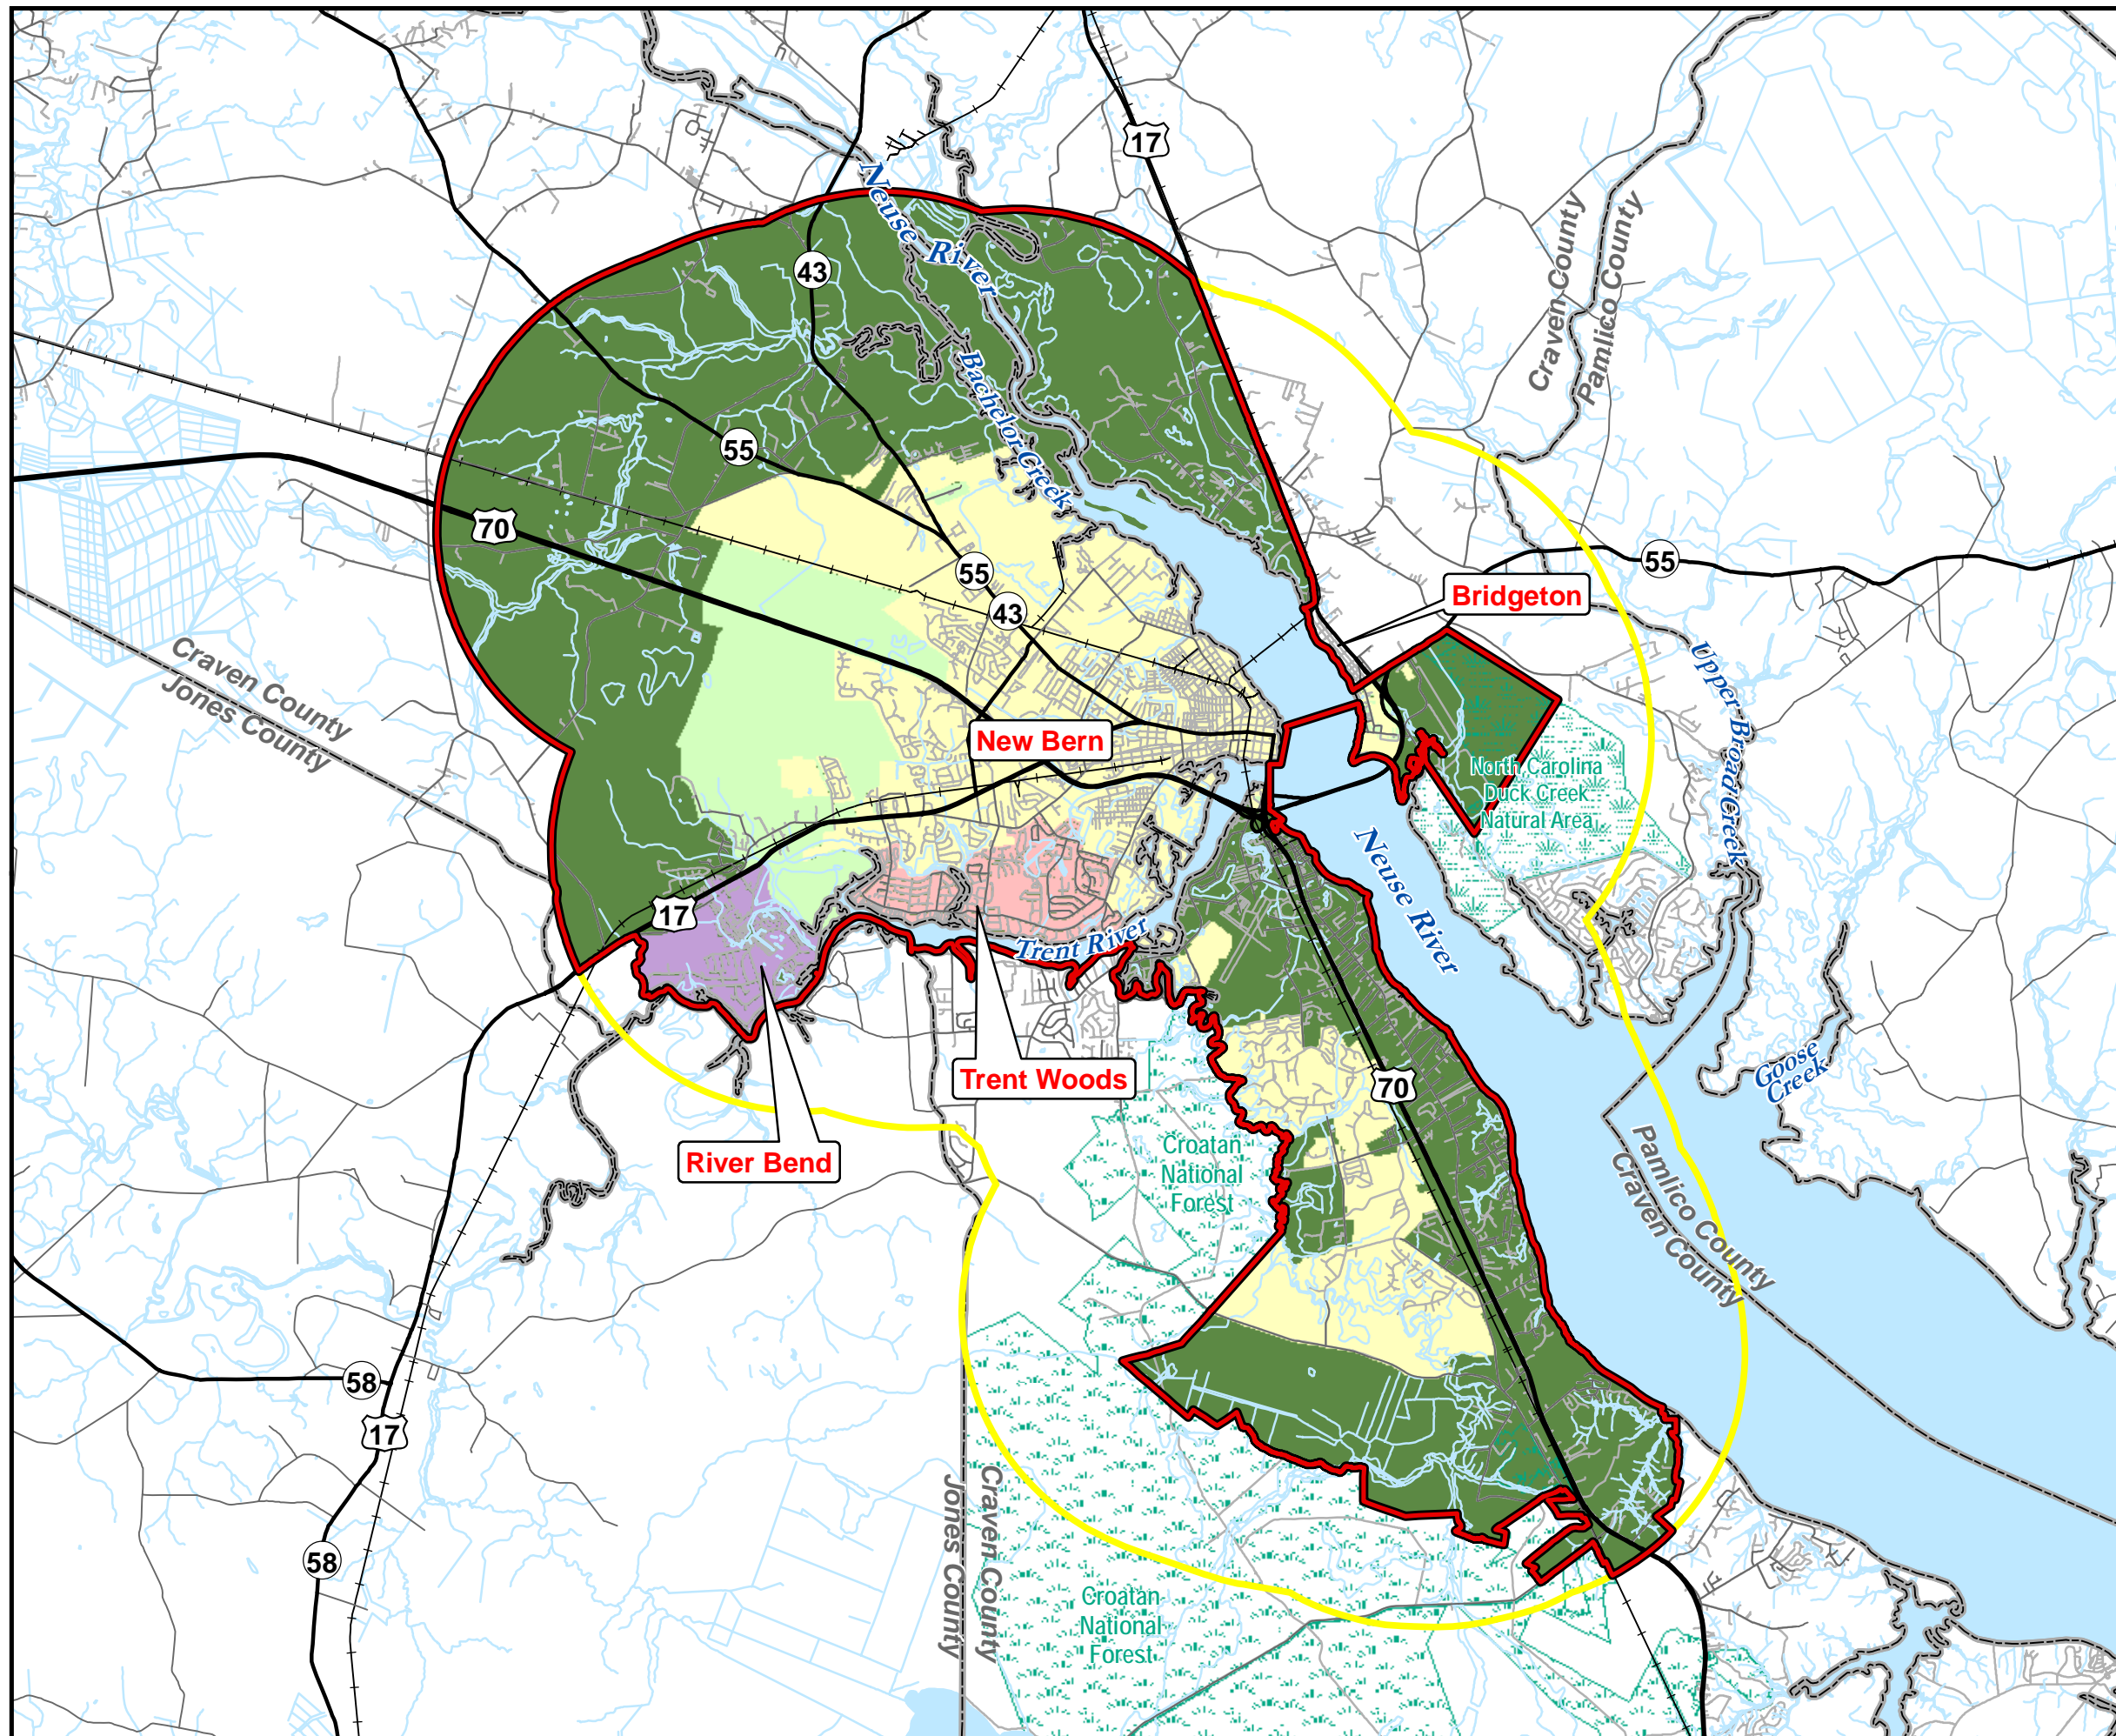 17
Neuse River
43
Craven County
Pamlico County
Bachelor Creek
55
70
55
55
Bridgeton
43
Craven County
Jones County
Upper Broad Creek
New Bern
North Carolina
Duck Creek
Natural Area
Neuse River
17
Trent River
Goose
Creek
Trent Woods
70
River Bend
Croatan
National
Forest
Pamlico County
Craven County
58
17
Jones County
Craven County
58
Croatan
National
Forest